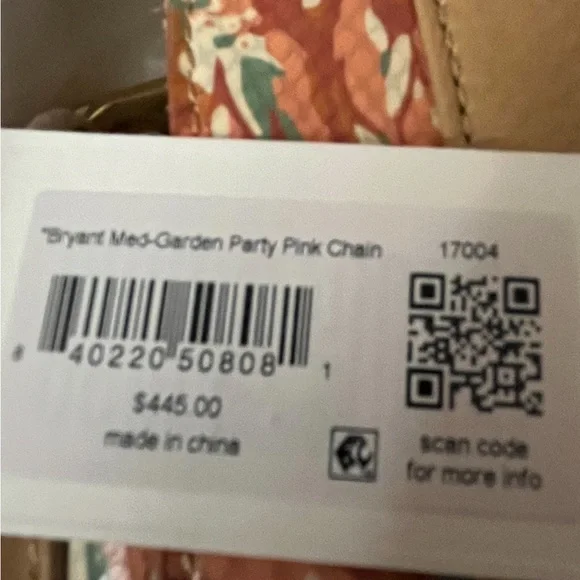 "Bryant Med-Garden Party Pink Chain
17004
8 40220 50808 1
$445.00
made in china
scan code
for more info